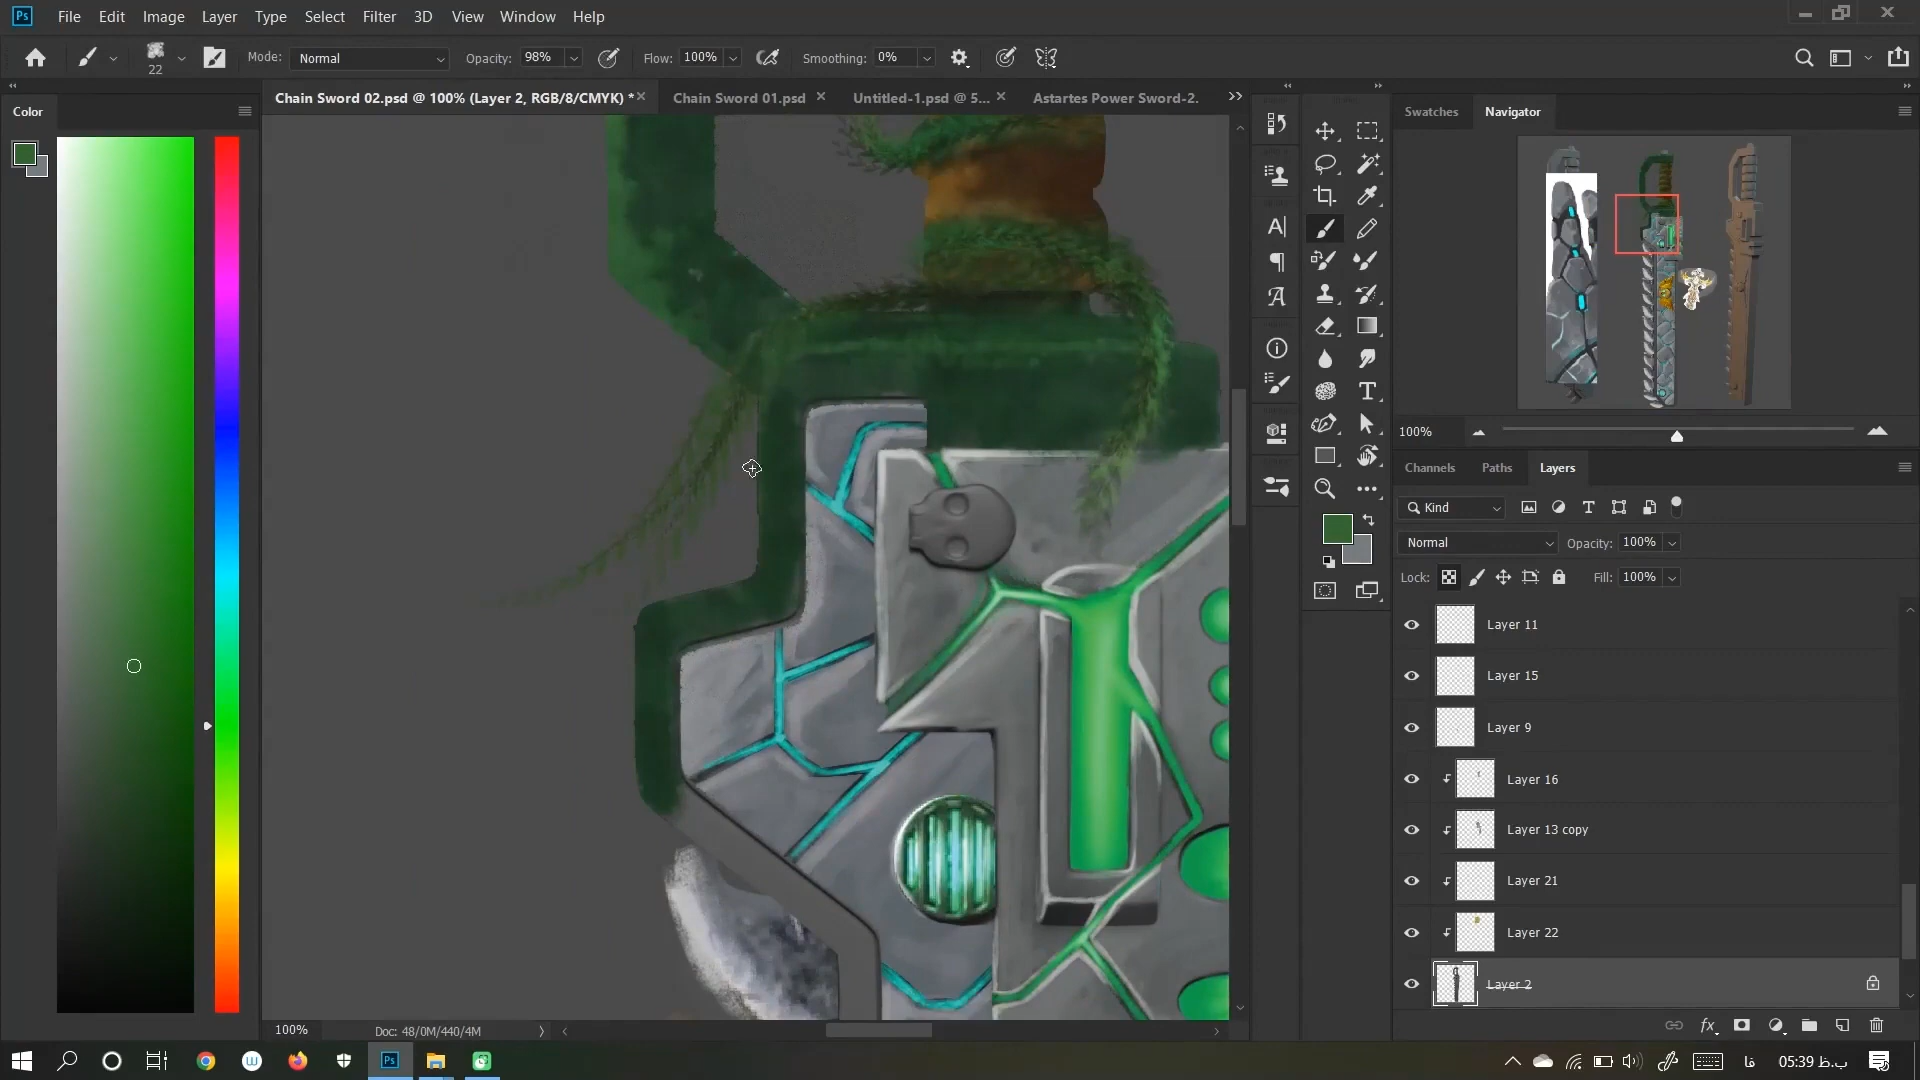 Ps File Edit Image Layer Type Select Filter 3D View Window Help
22 Mode: Normal Opacity: 98% Flow: 100% Smoothing: 0%
Chain Sword 02.psd @ 100% (Layer 2, RGB/8/CMYK) * Chain Sword 01.psd Untitled-1.psd @ 5... Astartes Power Sword-2.
Color
Swatches Navigator
100%
Channels Paths Layers
Kind
Normal Opacity: 100%
Lock: Fill: 100%
Layer 11
Layer 15
Layer 9
Layer 16
Layer 13 copy
Layer 21
Layer 22
Layer 2
fx
100% Doc: 48/0M/440/4M
Ps فا 05:39 ب.ظ